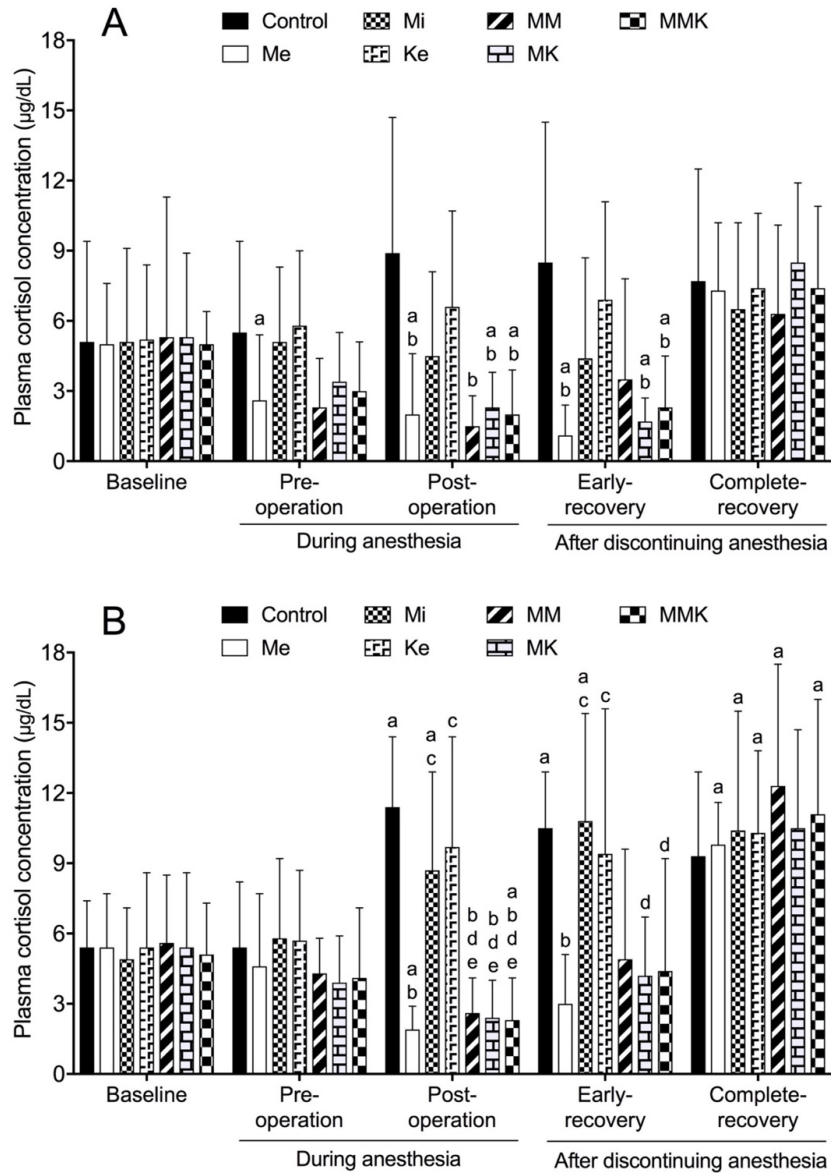 A
Control Mi MM MMK
Me Ke MK
Plasma cortisol concentration (µg/dL)
18
15
12
9
6
3
0
a
a
b
b
a
b
a
b
a
b
a
b
a
b
Baseline Pre-operation Post-operation Early-recovery Complete-recovery
During anesthesia After discontinuing anesthesia
B
Control Mi MM MMK
Me Ke MK
Plasma cortisol concentration (µg/dL)
18
15
12
9
6
3
0
a
a
b
a
c
c
b
d
e
b
d
e
a
b
d
e
a
b
a
c
c
d
d
a
a
a
a
a
Baseline Pre-operation Post-operation Early-recovery Complete-recovery
During anesthesia After discontinuing anesthesia